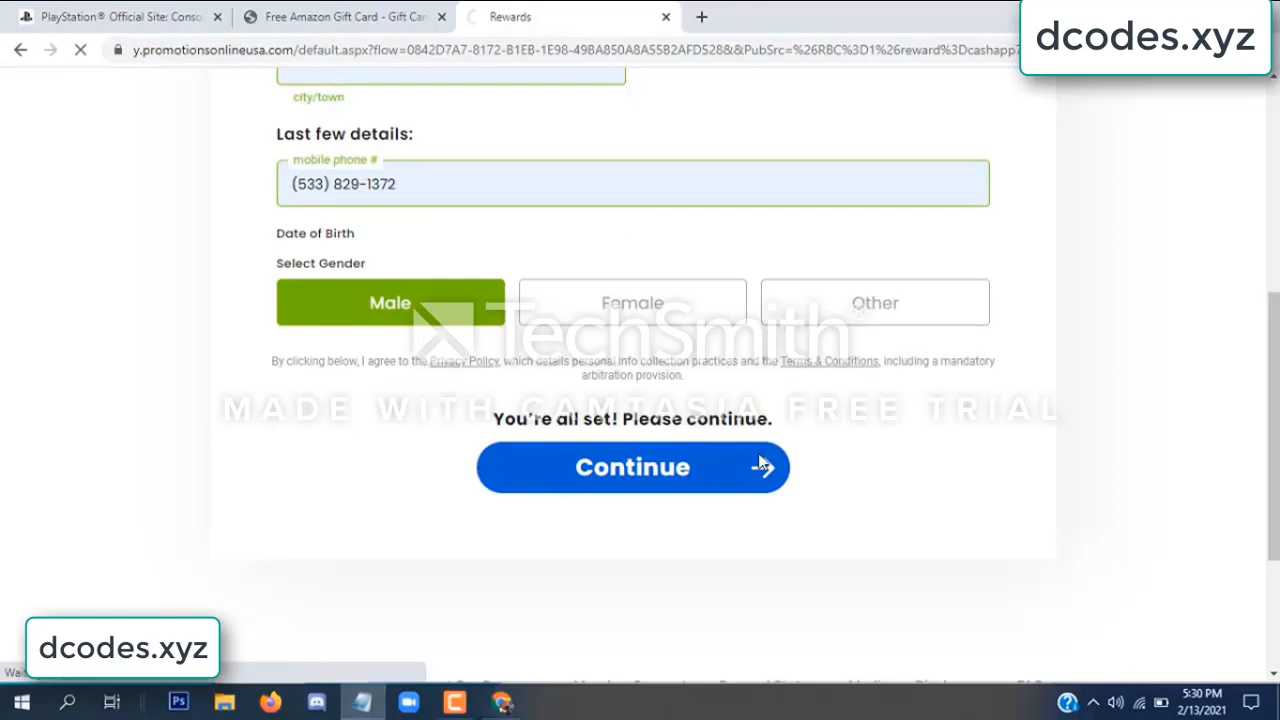 PlayStation® Official Site: Conso
Free Amazon Gift Card - Gift Car
Rewards
y.promotionsonlineusa.com/default.aspx?flow=0842D7A7-8172-B1EB-1E98-49BA850A8A55B2AFD528&&PubSrc=%26RBC%3D1%26reward%3Dcashapp7
dcodes.xyz
city/town
Last few details:
mobile phone #
(533) 829-1372
Date of Birth
Select Gender
Male
Female
Other
TechSmith
By clicking below, I agree to the Privacy Policy, which details personal info collection practices and the Terms & Conditions, including a mandatory
arbitration provision.
MADE WITH CAMTASIA FREE TRIAL
You're all set! Please continue.
Continue
dcodes.xyz
Ps
5:30 PM
2/13/2021